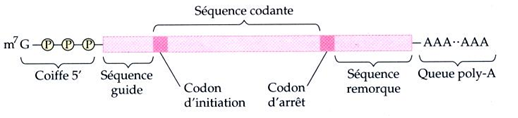 Séquence codante
m⁷G P P P AAA··AAA
Coiffe 5' Séquence guide Codon d'initiation Codon d'arrêt Séquence remorque Queue poly-A